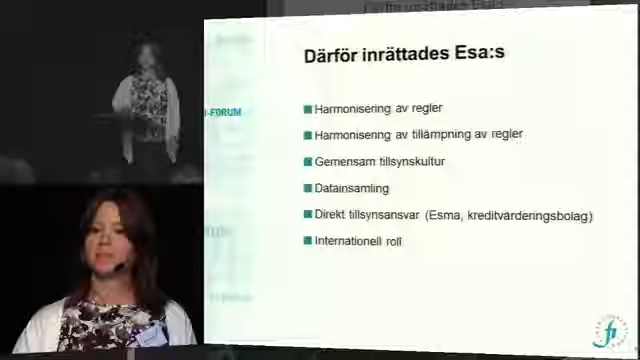 Därför inrättades Esa:s
I-FORUM
Harmonisering av regler
Harmonisering av tillämpning av regler
Gemensam tillsynskultur
Datainsamling
Direkt tillsynsansvar (Esma, kreditvärderingsbolag)
Internationell roll